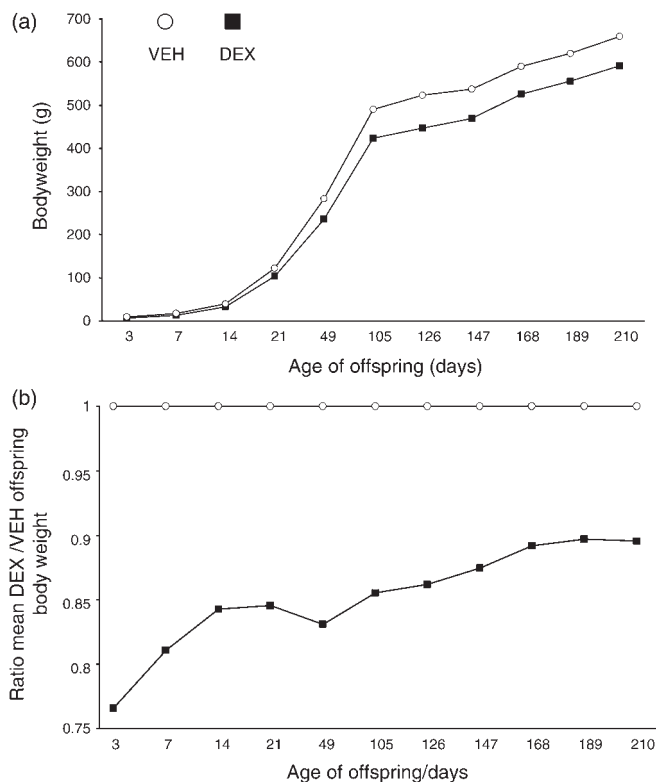 (a)
VEH DEX
700
600
500
400
300
200
100
0
Bodyweight (g)
3 7 14 21 49 105 126 147 168 189 210
Age of offspring (days)
(b)
1
0.95
0.9
0.85
0.8
0.75
Ratio mean DEX /VEH offspring
body weight
3 7 14 21 49 105 126 147 168 189 210
Age of offspring/days